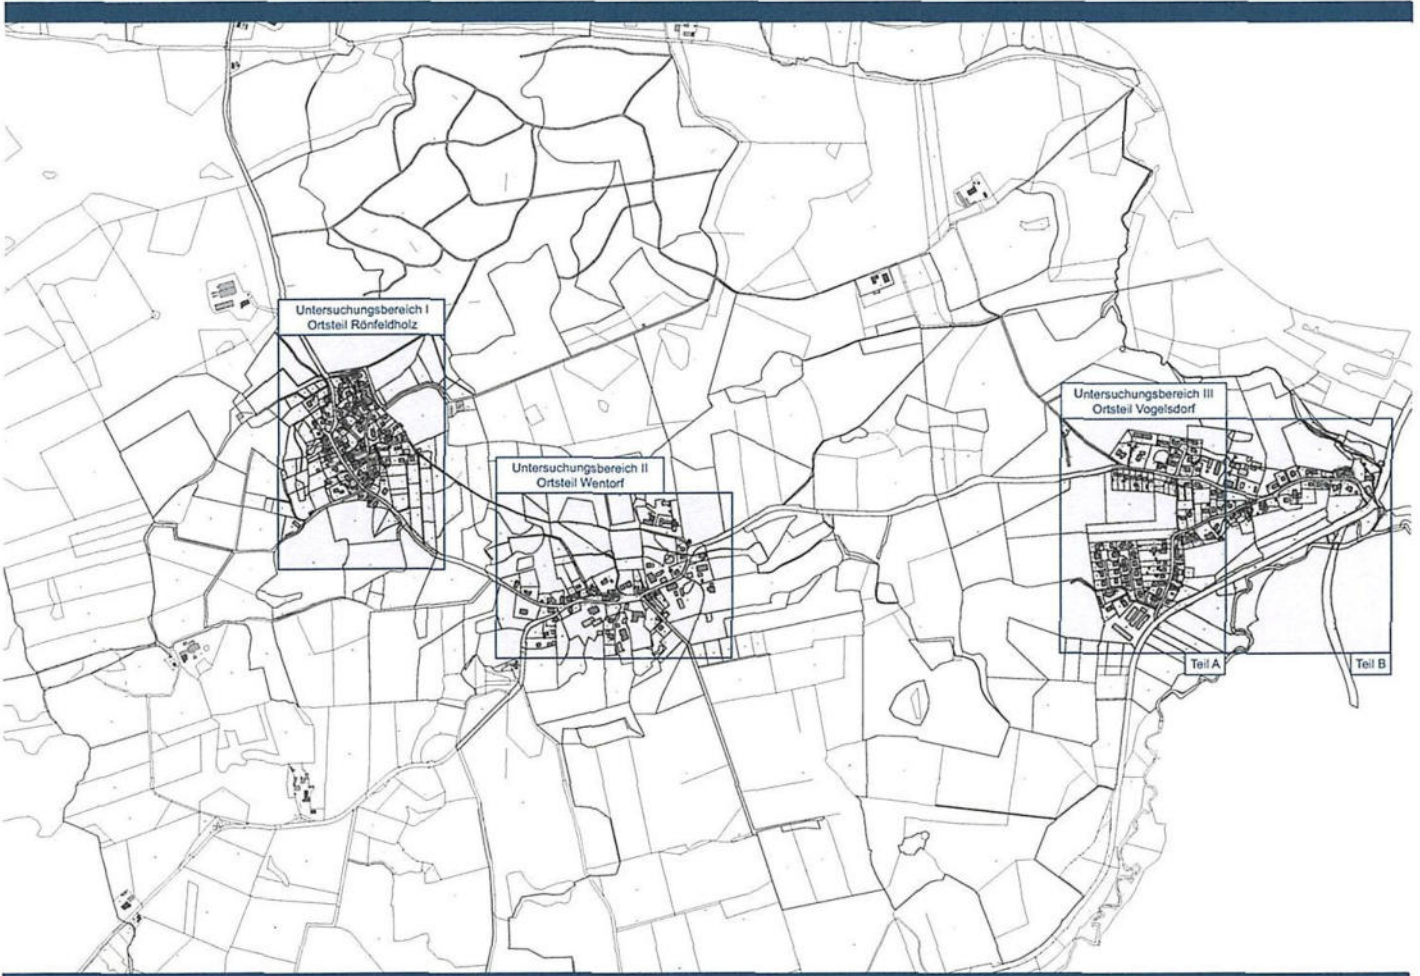 Untersuchungsbereich I
Ortsteil Rönfeldholz
Untersuchungsbereich II
Ortsteil Wentorf
Untersuchungsbereich III
Ortsteil Vogelsdorf
Teil A
Teil B